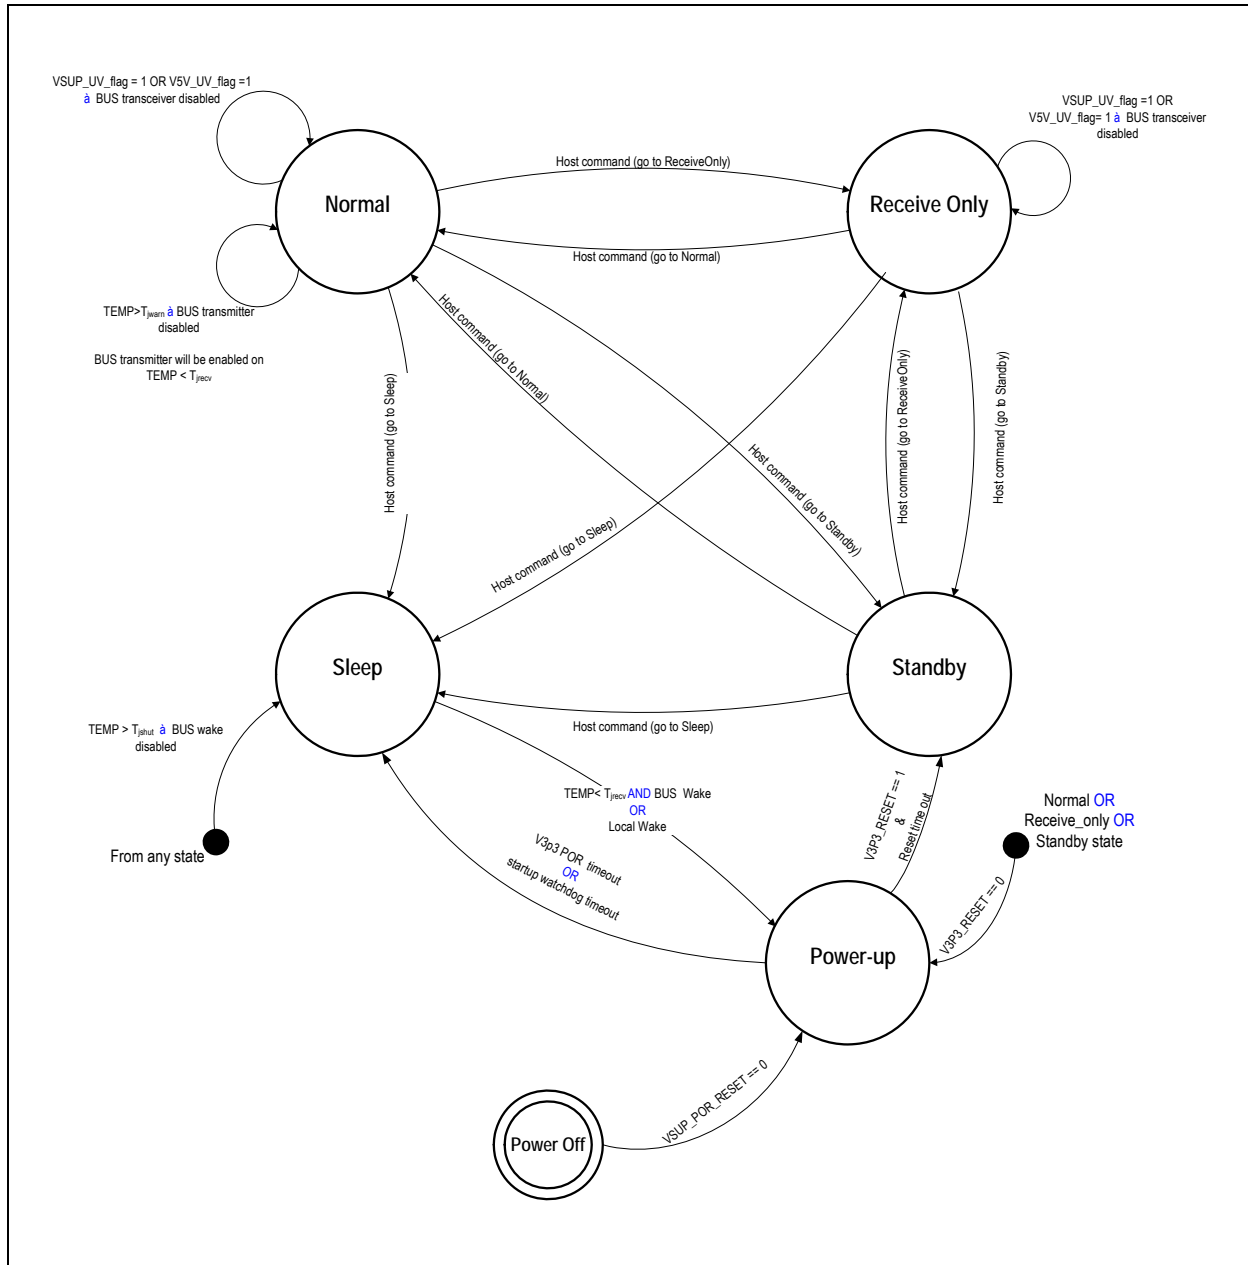 VSUP_UV_flag = 1 OR V5V_UV_flag =1
à BUS transceiver disabled
VSUP_UV_flag =1 OR
V5V_UV_flag= 1 à BUS transceiver
disabled
Host command (go to ReceiveOnly)
Normal
Receive Only
Host command (go to Normal)
TEMP>Tjwarn à BUS transmitter
disabled
BUS transmitter will be enabled on
TEMP < Tjrecv
Host command (go to Sleep)
Host command (go to Normal)
Host command (go to Standby)
Host command (go to Sleep)
Host command (go to ReceiveOnly)
Host command (go to Standby)
Sleep
Standby
Host command (go to Sleep)
TEMP > Tjshut à BUS wake
disabled
From any state
TEMP< Tjrecv AND BUS Wake
OR
Local Wake
V3p3 POR timeout
OR
startup watchdog timeout
V3P3_RESET == 1
&
Reset time out
Normal OR
Receive_only OR
Standby state
V3P3_RESET == 0
Power-up
VSUP_POR_RESET == 0
Power Off